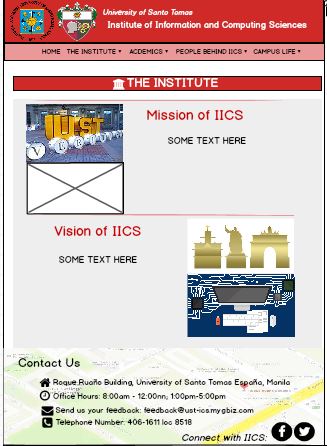 University of Santo Tomas
Institute of Information and Computing Sciences
HOME THE INSTITUTE ▾ ACDEMICS ▾ PEOPLE BEHIND IICS ▾ CAMPUS LIFE ▾
THE INSTITUTE
Mission of IICS
SOME TEXT HERE
UST
VERITAS
Vision of IICS
SOME TEXT HERE
Contact Us
Roque Ruaño Building, University of Santo Tomas España, Manila
Office Hours: 8:00am - 12:00nn, 1:00pm-5:00pm
Send us your feedback: feedback@ust-ics.mygbiz.com
Telephone Number: 406-1611 loc 8518
Connect with IICS: